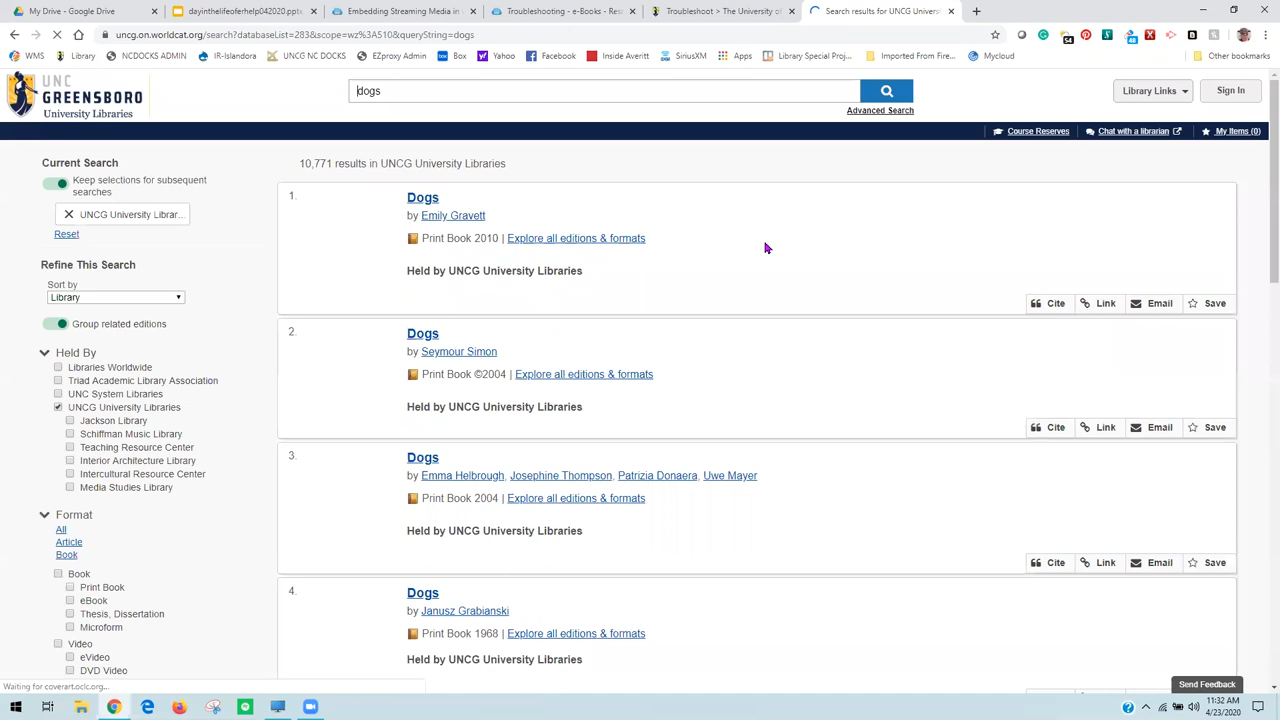 My Drive - Google Drive
dayinthelifeoferhelp042020.pptx
Embedding Streaming Media in
Troubleshooting - e-Books - Res
Troubleshoot > The University of
Search results for UNCG Universi
uncg.on.worldcat.org/search?databaseList=283&scope=wz%3A510&queryString=dogs
WMS Library NCDOCKS ADDITION IR-Islandora UNCG NC DOCKS EZproxy Admin Box Yahoo Facebook Inside Averitt SiriusXM Apps Library Special Proj... Imported From Fire... Mycloud Other bookmarks
UNC
GREENSBORO
University Libraries
dogs
Advanced Search
Library Links
Sign In
Course Reserves Chat with a librarian My Items (0)
Current Search
Keep selections for subsequent
searches
UNCG University Librar...
Reset
Refine This Search
Sort by
Library
Group related editions
Held By
Libraries Worldwide
Triad Academic Library Association
UNC System Libraries
UNCG University Libraries
Jackson Library
Schiffman Music Library
Teaching Resource Center
Interior Architecture Library
Intercultural Resource Center
Media Studies Library
Format
All
Article
Book
Book
Print Book
eBook
Thesis, Dissertation
Microform
Video
eVideo
DVD Video
10,771 results in UNCG University Libraries
1.
Dogs
by Emily Gravett
Print Book 2010 | Explore all editions & formats
Held by UNCG University Libraries
Cite Link Email Save
2.
Dogs
by Seymour Simon
Print Book ©2004 | Explore all editions & formats
Held by UNCG University Libraries
Cite Link Email Save
3.
Dogs
by Emma Helbrough, Josephine Thompson, Patrizia Donaera, Uwe Mayer
Print Book 2004 | Explore all editions & formats
Held by UNCG University Libraries
Cite Link Email Save
4.
Dogs
by Janusz Grabianski
Print Book 1968 | Explore all editions & formats
Held by UNCG University Libraries
Send Feedback
Waiting for coverart.oclc.org...
11:32 AM
4/23/2020